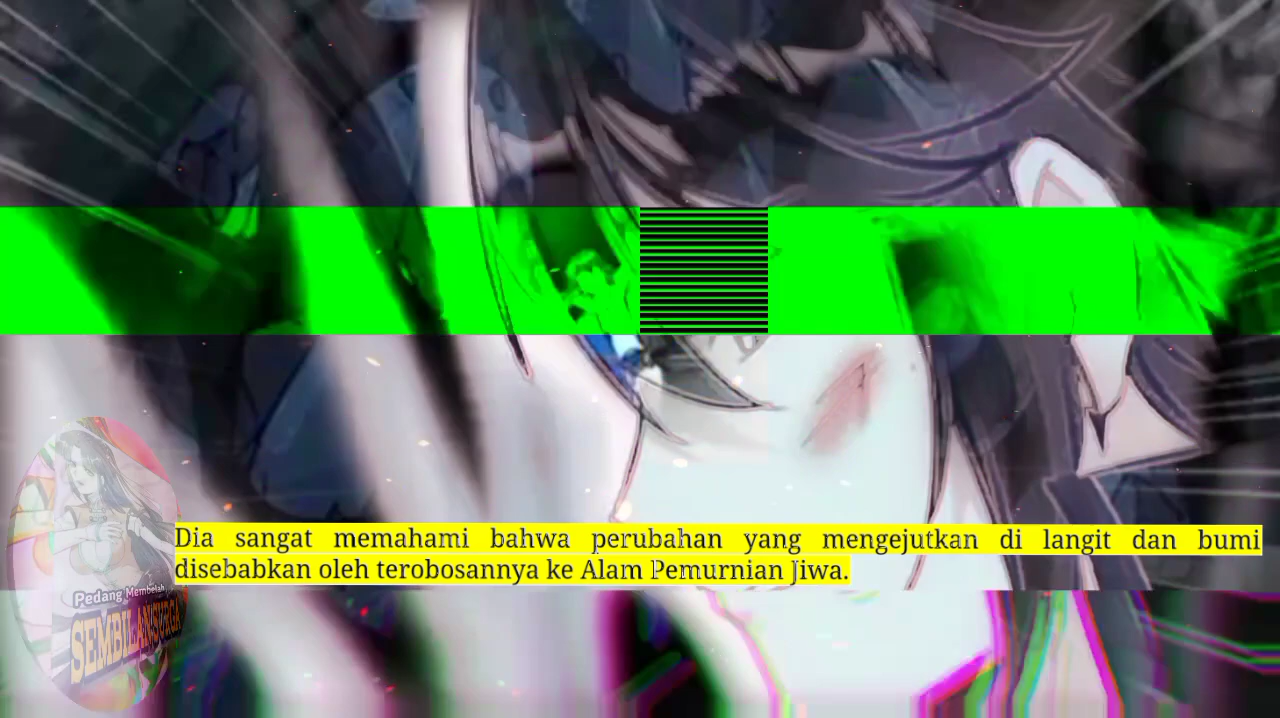 Dia sangat memahami bahwa perubahan yang mengejutkan di langit dan bumi
disebabkan oleh terobosannya ke Alam Pemurnian Jiwa.
Pedang Membelah
SEMBILAN SURGA